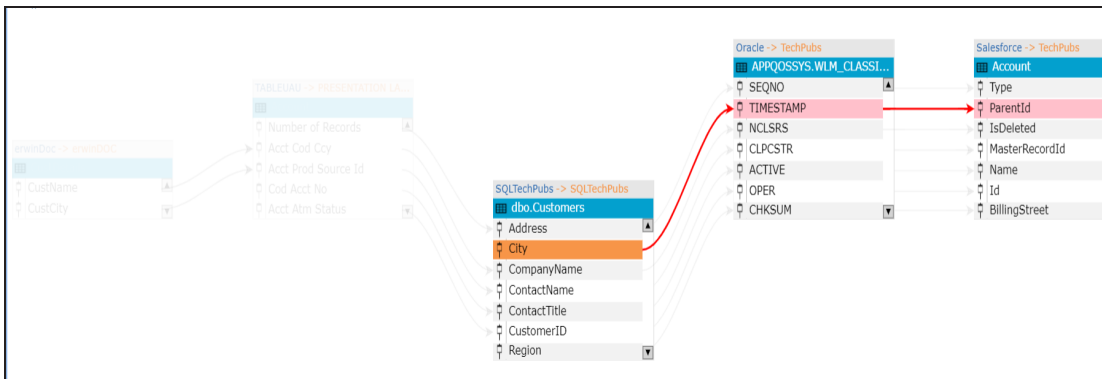 erwinDoc -> erwinDOC
CustName
CustCity
TABLEAU -> PRESENTATION LA...
Number of Records
Acct Cod Ccy
Acct Prod Source Id
Cod Acct No
Acct Atm Status
SQLTechPubs -> SQLTechPubs
dbo.Customers
Address
City
CompanyName
ContactName
ContactTitle
CustomerID
Region
Oracle -> TechPubs
APPQOSSYS.WLM_CLASSI...
SEQNO
TIMESTAMP
NCLSRS
CLPCSTR
ACTIVE
OPER
CHKSUM
Salesforce -> TechPubs
Account
Type
ParentId
IsDeleted
MasterRecordId
Name
Id
BillingStreet